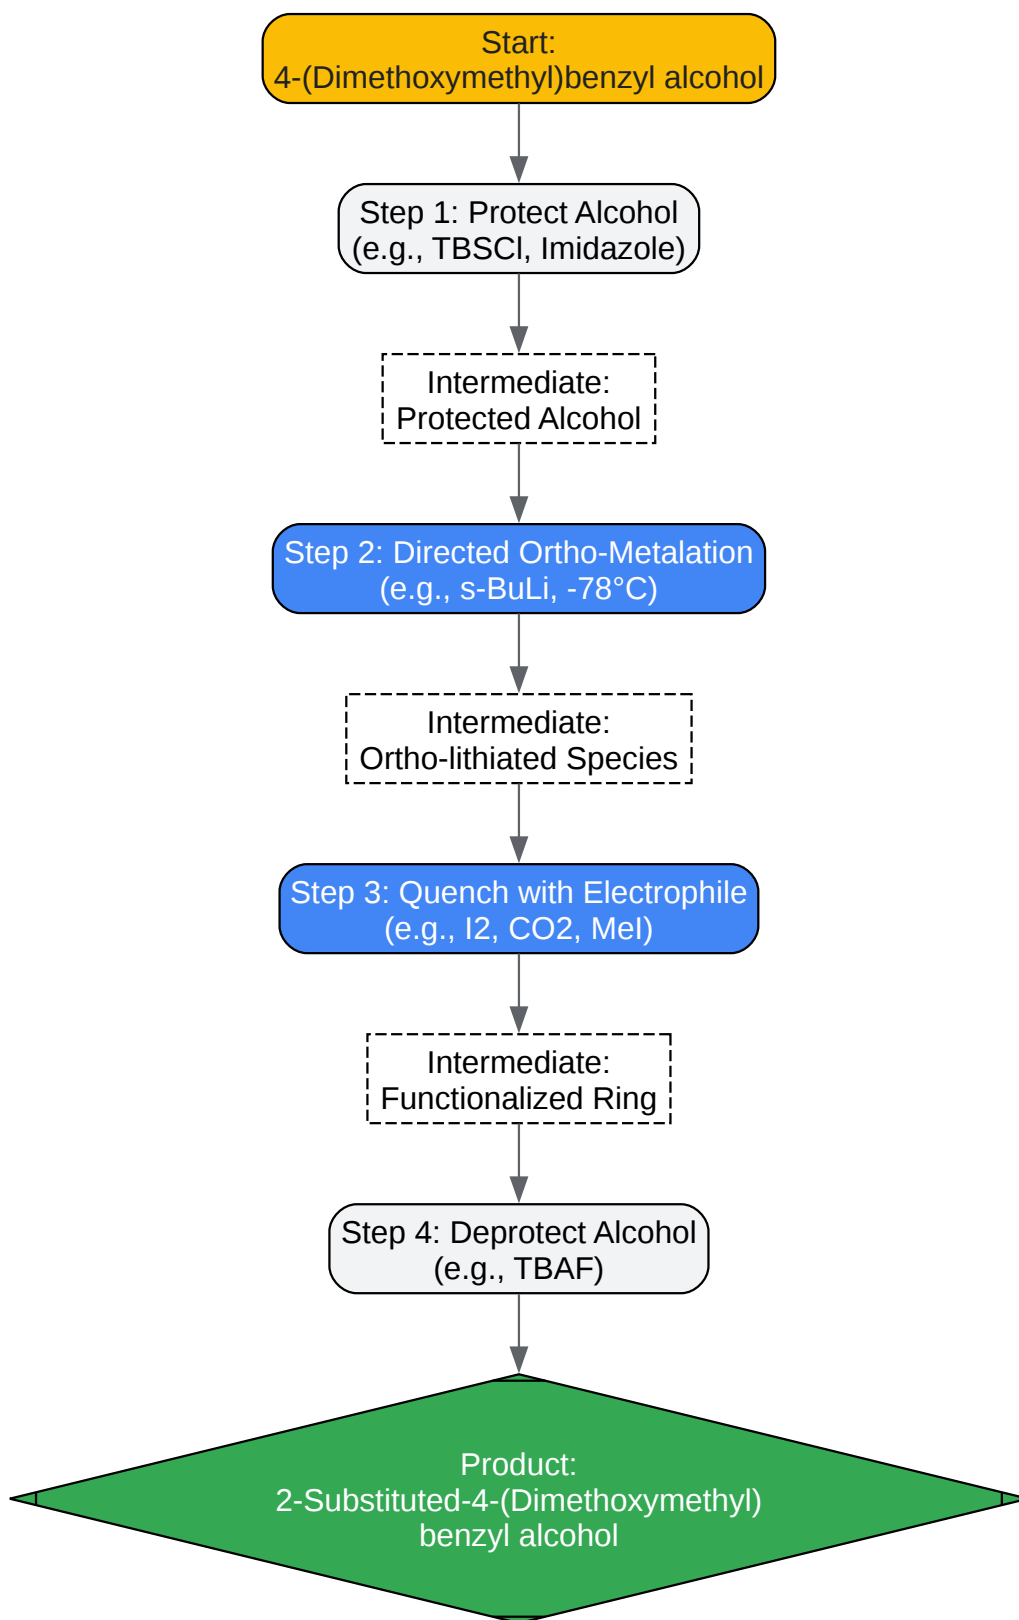 Start:
4-(Dimethoxymethyl)benzyl alcohol
Step 1: Protect Alcohol
(e.g., TBSCl, Imidazole)
Intermediate:
Protected Alcohol
Step 2: Directed Ortho-Metalation
(e.g., s-BuLi, -78°C)
Intermediate:
Ortho-lithiated Species
Step 3: Quench with Electrophile
(e.g., I2, CO2, MeI)
Intermediate:
Functionalized Ring
Step 4: Deprotect Alcohol
(e.g., TBAF)
Product:
2-Substituted-4-(Dimethoxymethyl)
benzyl alcohol